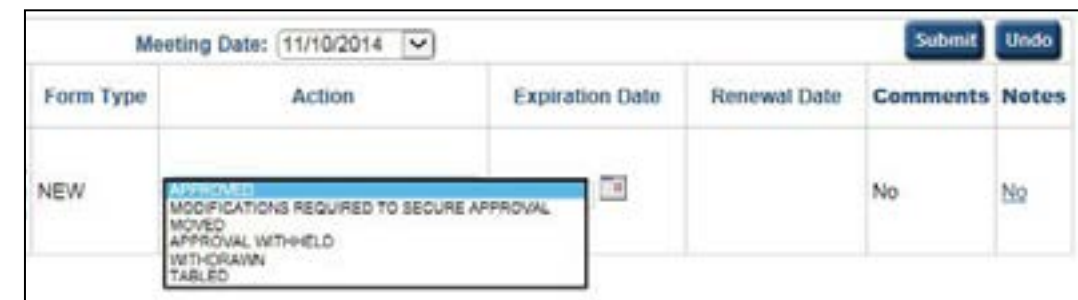 Meeting Date: 11/10/2014 Submit Undo
Form Type Action Expiration Date Renewal Date Comments Notes
NEW No No
APPROVED
MODIFICATIONS REQUIRED TO SECURE APPROVAL
MOVED
APPROVAL WITHHELD
WITHDRAWN
TABLED